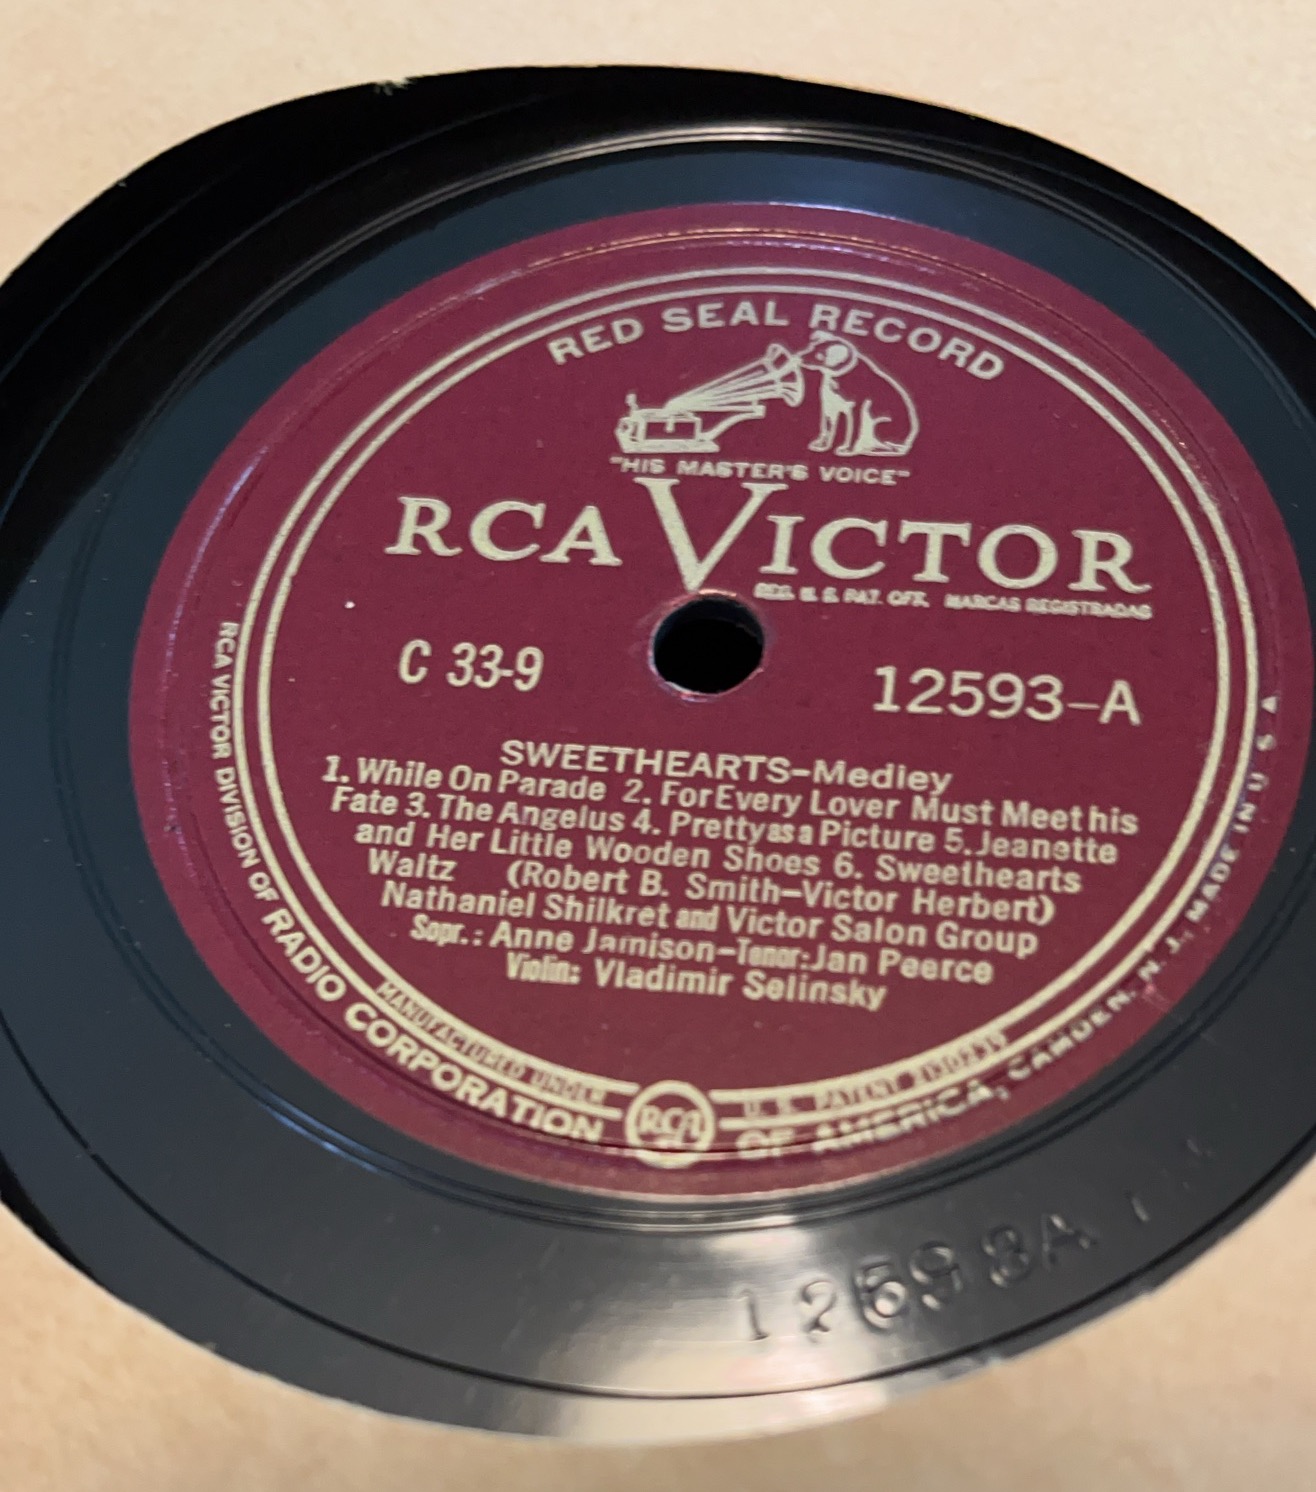 RED SEAL RECORD
"HIS MASTER'S VOICE"
RCA VICTOR
REG. U. S. PAT. OFF. MARCAS REGISTRADAS
C 33-9
12593-A
SWEETHEARTS-Medley
1. While On Parade 2. For Every Lover Must Meet his
Fate 3. The Angelus 4. Pretty as a Picture 5. Jeanette
and Her Little Wooden Shoes 6. Sweethearts
Waltz (Robert B. Smith-Victor Herbert)
Nathaniel Shilkret and Victor Salon Group
Sopr.: Anne Jamison-Tenor: Jan Peerce
Violin: Vladimir Selinsky
MANUFACTURED UNDER
U. S. PATENT 2130239
RCA
RCA VICTOR DIVISION OF RADIO CORPORATION OF AMERICA, CAMDEN, N. J., MADE IN U S A
12593A